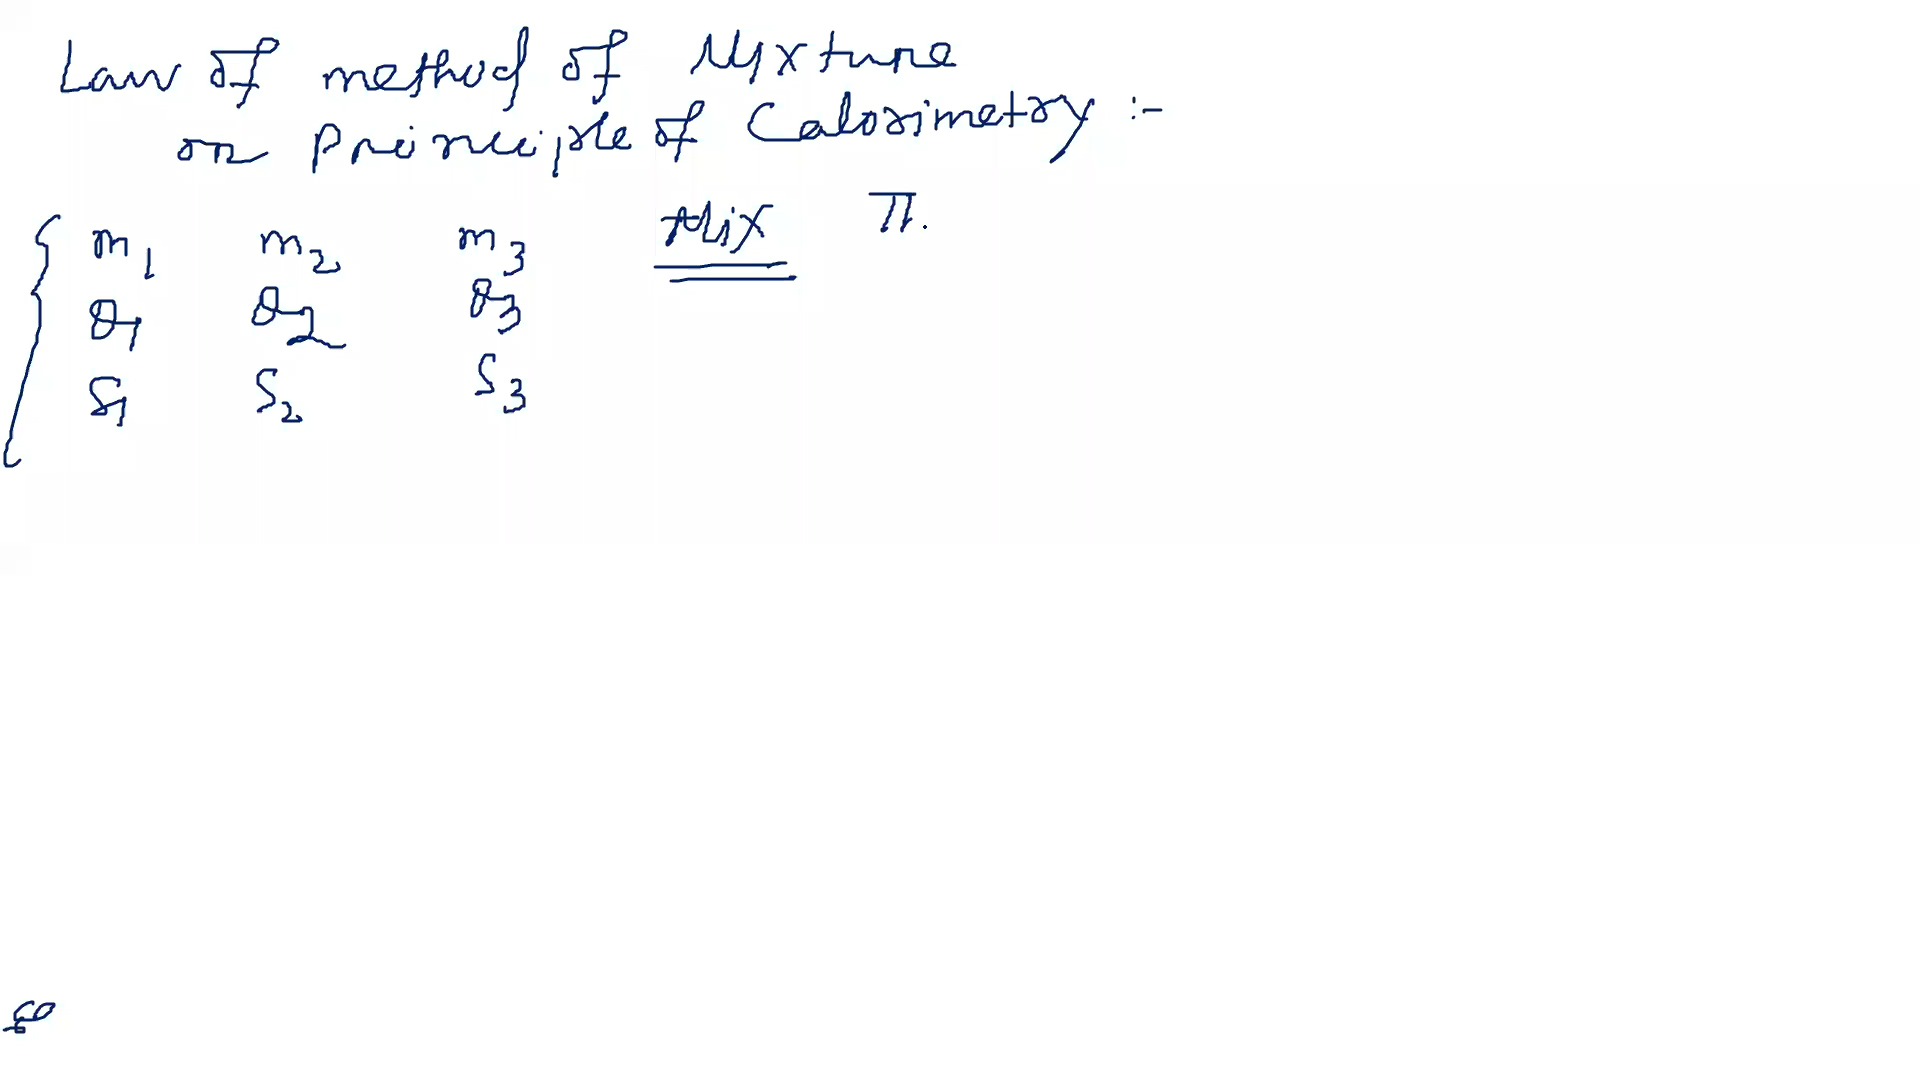 Law of method of Mixture
or Principle of Calorimetry :-
m₁ m₂ m₃ Mix
θ₁ θ₂ θ₃
S₁ S₂ S₃